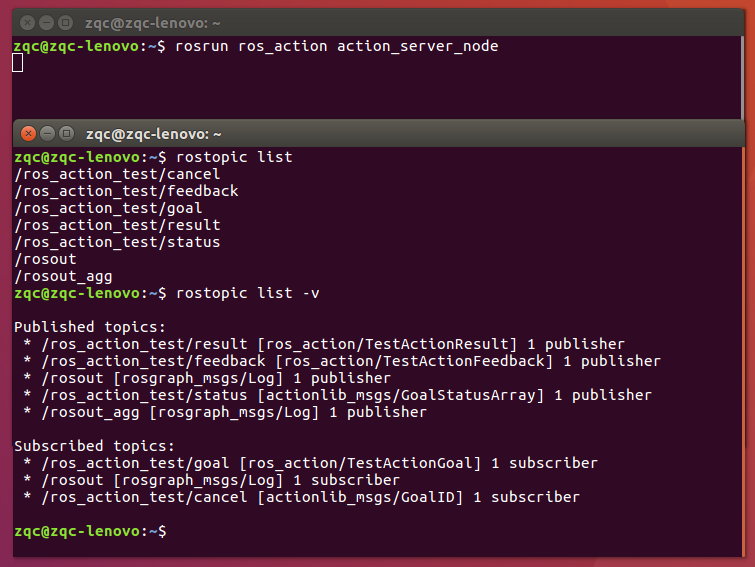 zqc@zqc-lenovo: ~
zqc@zqc-lenovo:~$ rosrun ros_action action_server_node
zqc@zqc-lenovo: ~
zqc@zqc-lenovo:~$ rostopic list
/ros_action_test/cancel
/ros_action_test/feedback
/ros_action_test/goal
/ros_action_test/result
/ros_action_test/status
/rosout
/rosout_agg
zqc@zqc-lenovo:~$ rostopic list -v

Published topics:
 * /ros_action_test/result [ros_action/TestActionResult] 1 publisher
 * /ros_action_test/feedback [ros_action/TestActionFeedback] 1 publisher
 * /rosout [rosgraph_msgs/Log] 1 publisher
 * /ros_action_test/status [actionlib_msgs/GoalStatusArray] 1 publisher
 * /rosout_agg [rosgraph_msgs/Log] 1 publisher

Subscribed topics:
 * /ros_action_test/goal [ros_action/TestActionGoal] 1 subscriber
 * /rosout [rosgraph_msgs/Log] 1 subscriber
 * /ros_action_test/cancel [actionlib_msgs/GoalID] 1 subscriber

zqc@zqc-lenovo:~$